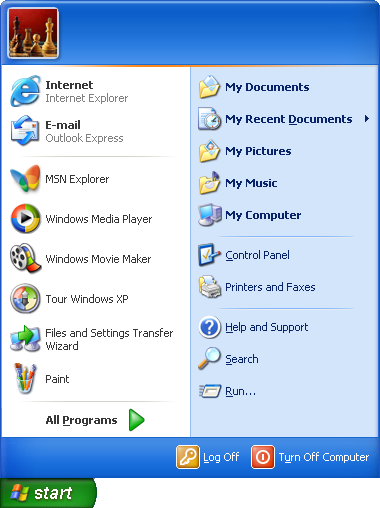 Internet
Internet Explorer
E-mail
Outlook Express
MSN Explorer
Windows Media Player
Windows Movie Maker
Tour Windows XP
Files and Settings Transfer
Wizard
Paint
All Programs
My Documents
My Recent Documents
My Pictures
My Music
My Computer
Control Panel
Printers and Faxes
Help and Support
Search
Run...
Log Off
Turn Off Computer
start